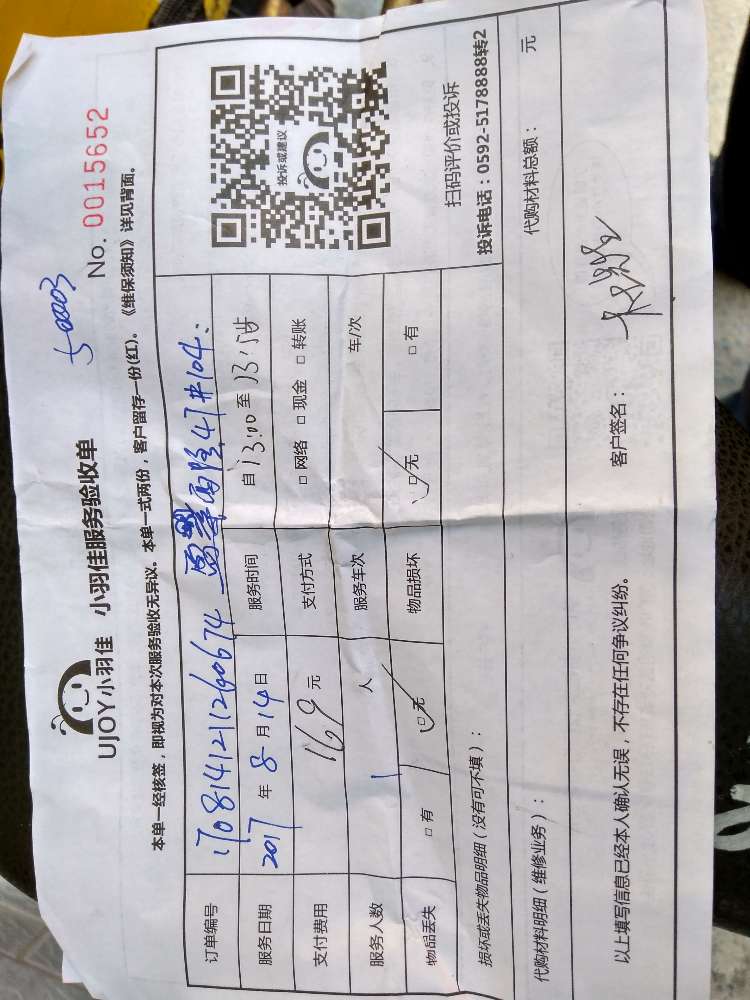 50003
UJOY小羽佳 小羽佳服务验收单
No. 0015652
本单一经核签，即视为对本次服务验收无异议。本单一式两份，客户留存一份(红)。《维保须知》详见背面。
订单编号 1708141211260674 47#104
服务日期 2017 年 8 月 14 日 服务时间 自 13:00 至
支付费用 169 元 支付方式 □ 网络 □ 现金 □ 转账
服务人数 1 人 服务车次 车/次
物品丢失 □ 有 □ 无 物品损坏 □ 无 □ 有
投诉或建议
扫码评价或投诉
投诉电话：0592-5178888转2
损坏或丢失物品明细（没有可不填）：
代购材料明细（维修业务）： 代购材料总额： 元
以上填写信息已经本人确认无误，不存在任何争议纠纷。 客户签名：